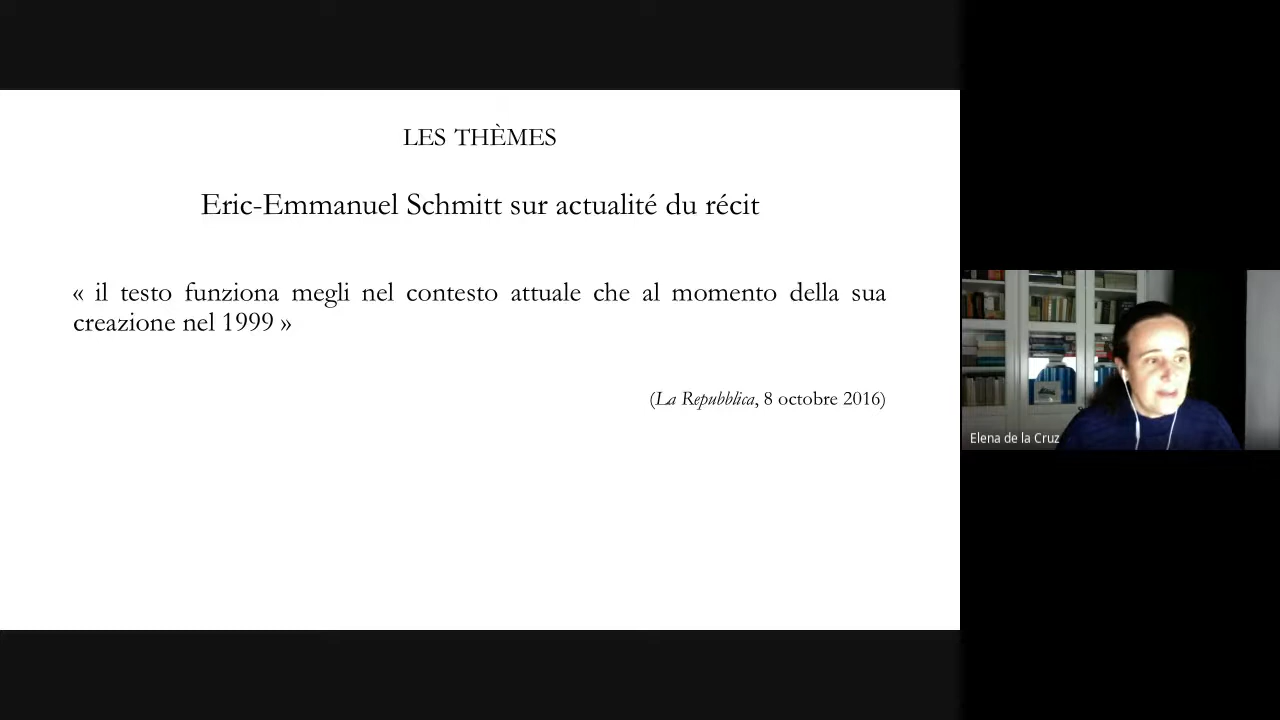 LES THÈMES
Eric-Emmanuel Schmitt sur actualité du récit
« il testo funziona megli nel contesto attuale che al momento della sua
creazione nel 1999 »
(La Repubblica, 8 octobre 2016)
Elena de la Cruz